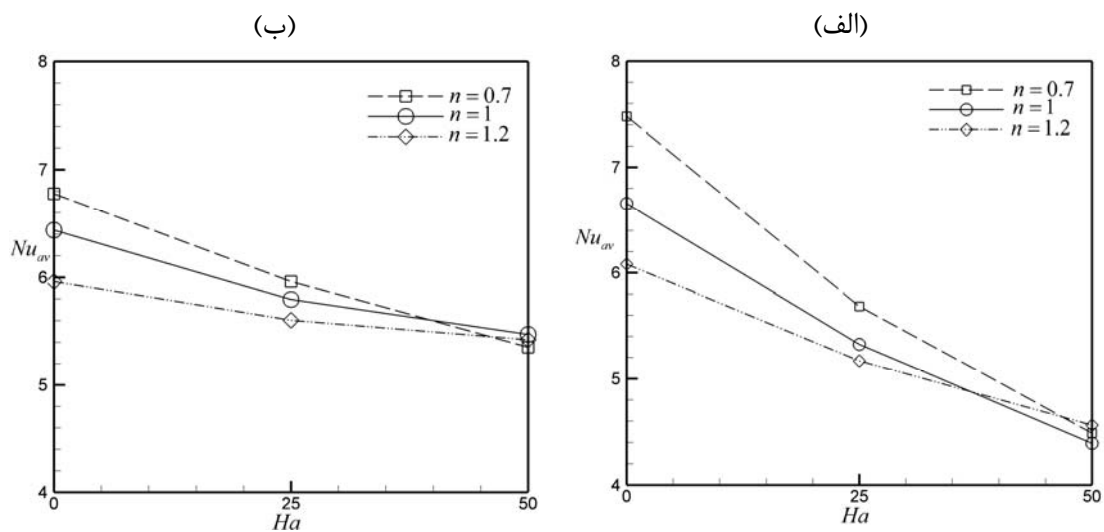 (الف)
8
7
6
5
4
Nu_av
n = 0.7
n = 1
n = 1.2
0
25
50
Ha
(ب)
8
7
6
5
4
Nu_av
n = 0.7
n = 1
n = 1.2
0
25
50
Ha